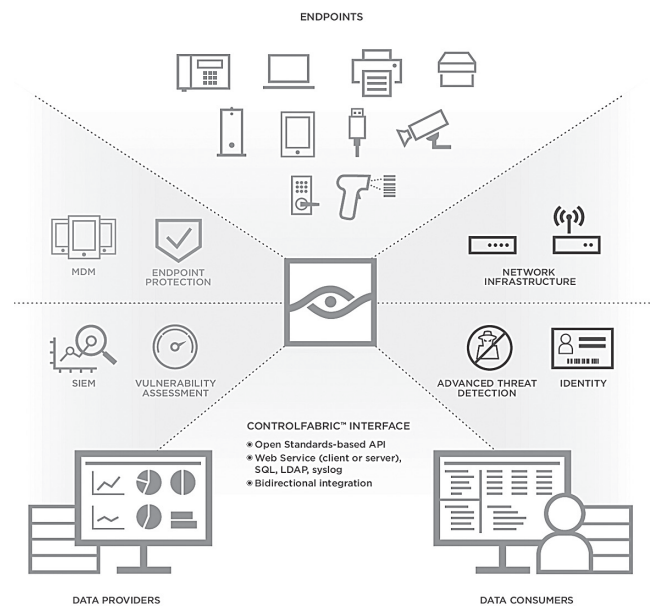 ENDPOINTS
MDM
ENDPOINT
PROTECTION
NETWORK
INFRASTRUCTURE
SIEM
VULNERABILITY
ASSESSMENT
ADVANCED THREAT
DETECTION
IDENTITY
CONTROLFABRIC™ INTERFACE
Open Standards-based API
Web Service (client or server),
SQL, LDAP, syslog
Bidirectional integration
DATA PROVIDERS
DATA CONSUMERS